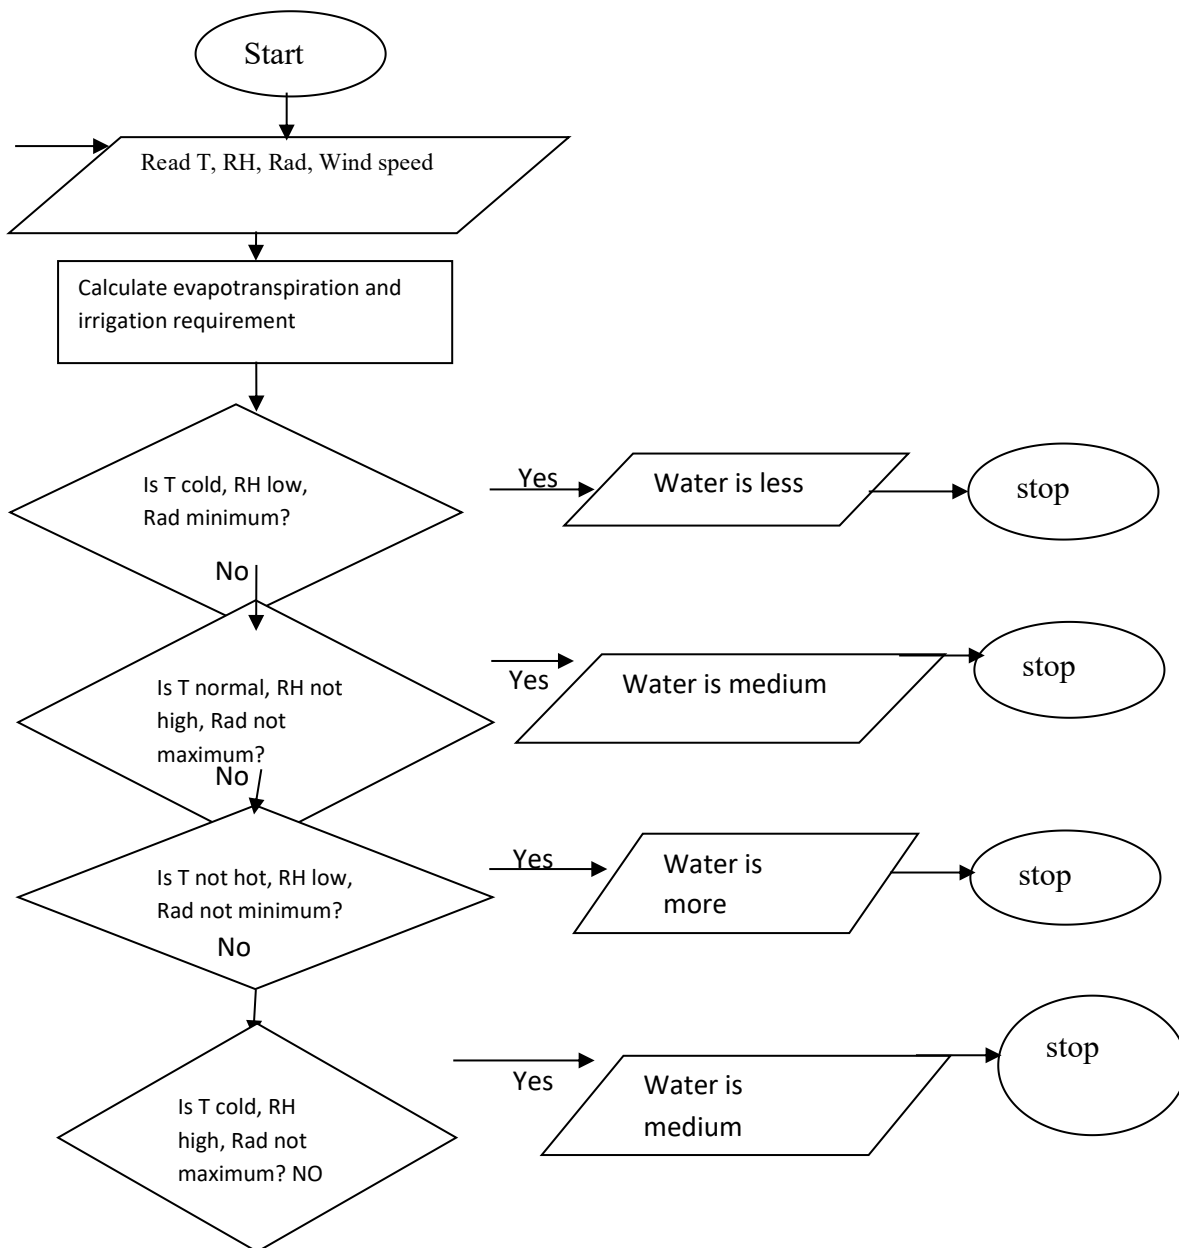 Start
Read T, RH, Rad, Wind speed
Calculate evapotranspiration and
irrigation requirement
Is T cold, RH low,
Rad minimum?
Yes
Water is less
stop
No
Is T normal, RH not
high, Rad not
maximum?
Yes
Water is medium
stop
No
Is T not hot, RH low,
Rad not minimum?
Yes
Water is
more
stop
No
Is T cold, RH
high, Rad not
maximum? NO
Yes
Water is
medium
stop